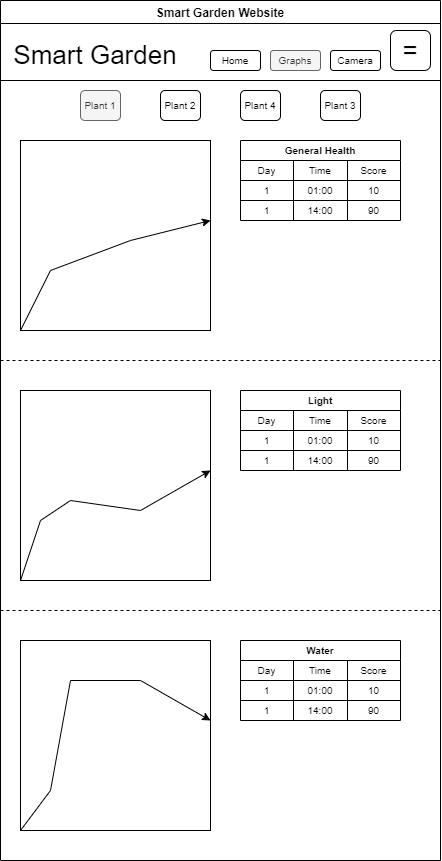 Smart Garden Website
Smart Garden Home Graphs Camera =
Plant 1 Plant 2 Plant 4 Plant 3
General Health
Day Time Score
1 01:00 10
1 14:00 90
Light
Day Time Score
1 01:00 10
1 14:00 90
Water
Day Time Score
1 01:00 10
1 14:00 90